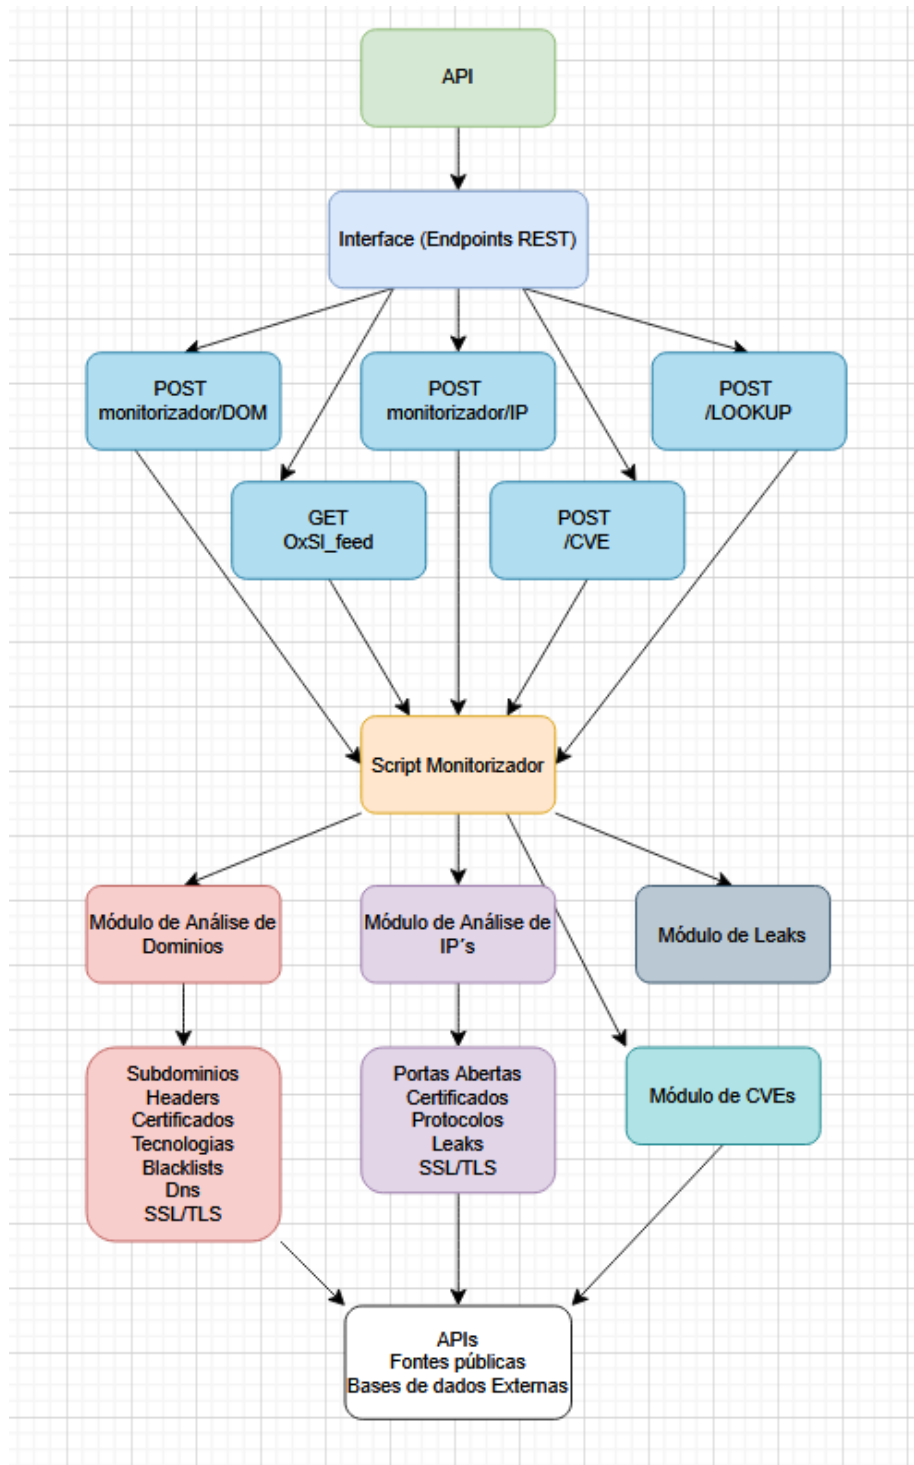 API
Interface (Endpoints REST)
POST
monitorizador/DOM
POST
monitorizador/IP
POST
/LOOKUP
GET
OxSI_feed
POST
/CVE
Script Monitorizador
Módulo de Análise de
Dominios
Módulo de Análise de
IP´s
Módulo de Leaks
Subdominios
Headers
Certificados
Tecnologias
Blacklists
Dns
SSL/TLS
Portas Abertas
Certificados
Protocolos
Leaks
SSL/TLS
Módulo de CVEs
APIs
Fontes públicas
Bases de dados Externas